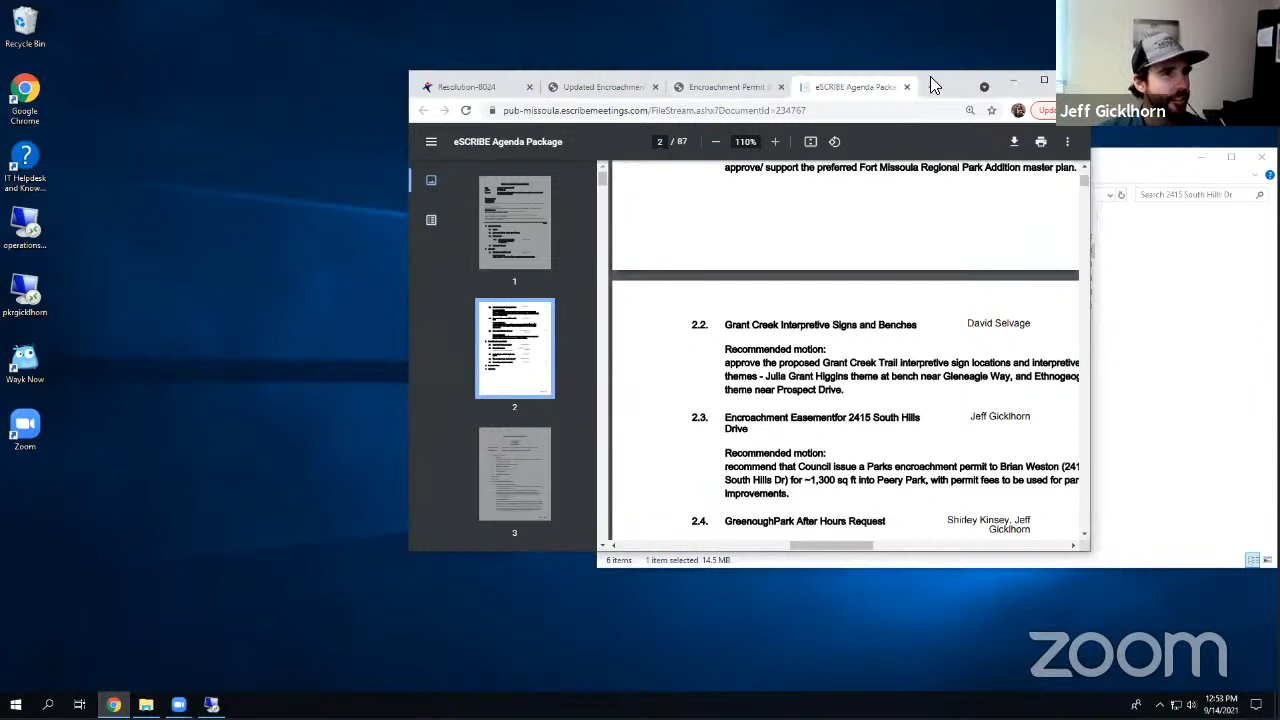 Recycle Bin
Google
Chrome
IT Helpdesk
and Know...
operations...
pkrgicklhorn
Wayk Now
Zoom
Resolution-8024
Updated Encroachmen
Encroachment Permit &
eSCRIBE Agenda Packa
pub-missoula.escribemeetings.com/FileStream.ashx?DocumentId=234767
Upda
Jeff Gicklhorn
eSCRIBE Agenda Package
2 / 87
110%
Search 2415 South Hills Dr
approve/ support the preferred Fort Missoula Regional Park Addition master plan.
1
2
3
2.2. Grant Creek Interpretive Signs and Benches David Selvage
Recommended motion:
approve the proposed Grant Creek Trail interpretive sign locations and interpretive
themes - Julia Grant Higgins theme at bench near Gleneagle Way, and Ethnogeog
theme near Prospect Drive.
2.3. Encroachment Easementfor 2415 South Hills Jeff Gicklhorn
Drive
Recommended motion:
recommend that Council issue a Parks encroachment permit to Brian Weston (241
South Hills Dr) for ~1,300 sq ft into Peery Park, with permit fees to be used for par
improvements.
2.4. GreenoughPark After Hours Request Shirley Kinsey, Jeff
Gicklhorn
6 items 1 item selected 14.5 MB
zoom
12:53 PM
9/14/2021